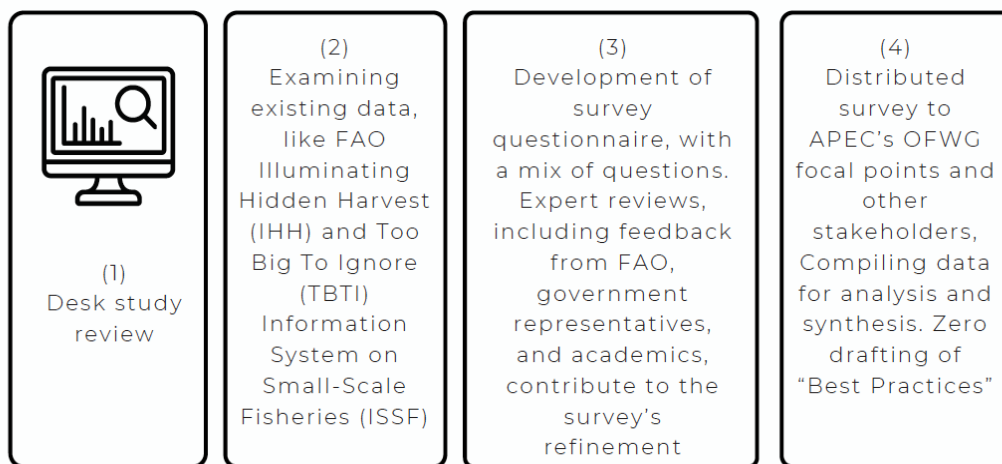 (1)
Desk study
review
(2)
Examining
existing data,
like FAO
Illuminating
Hidden Harvest
(IHH) and Too
Big To Ignore
(TBTI)
Information
System on
Small-Scale
Fisheries (ISSF)
(3)
Development of
survey
questionnaire, with
a mix of questions.
Expert reviews,
including feedback
from FAO,
government
representatives,
and academics,
contribute to the
survey's
refinement
(4)
Distributed
survey to
APEC's OFWG
focal points and
other
stakeholders,
Compiling data
for analysis and
synthesis. Zero
drafting of
“Best Practices”